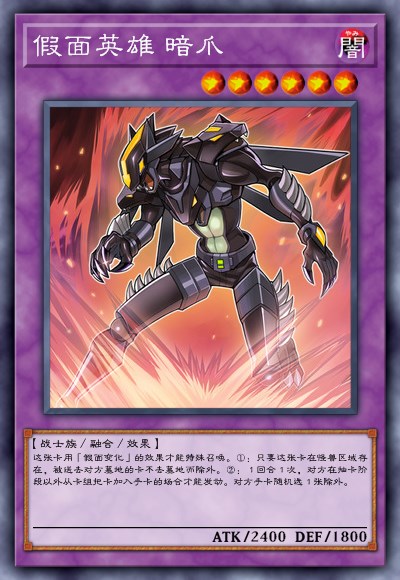 假面英雄 暗爪
やみ
闇
【战士族／融合／效果】
这张卡用「假面变化」的效果才能特殊召唤。①：只要这张卡在怪兽区域存
在，被送去对方墓地的卡不去墓地而除外。②：1回合1次，对方在抽卡阶
段以外从卡组把卡加入手卡的场合才能发动。对方手卡随机选1张除外。
ATK/2400 DEF/1800